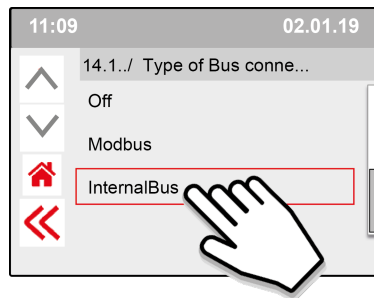 11:09 02.01.19
14.1../ Type of Bus conne...
Off
Modbus
InternalBus